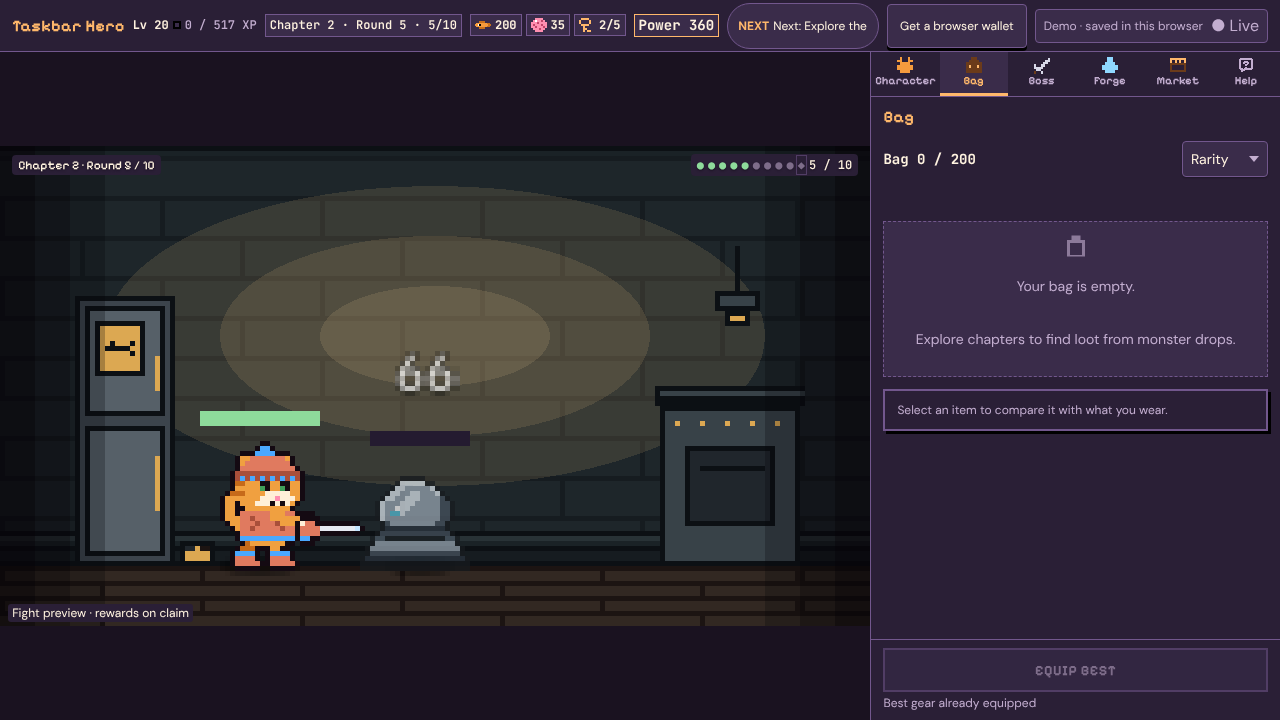 Taskbar Hero
Lv 20
0 / 517 XP
Chapter 2 · Round 5 · 5/10
200
35
2/5
Power 360
NEXT Next: Explore the
Get a browser wallet
Demo · saved in this browser
Live
Character
Bag
Boss
Forge
Market
Help
Chapter 2 · Round 5 / 10
5 / 10
66
Fight preview · rewards on claim
Bag
Bag 0 / 200
Rarity
Your bag is empty.
Explore chapters to find loot from monster drops.
Select an item to compare it with what you wear.
EQUIP BEST
Best gear already equipped